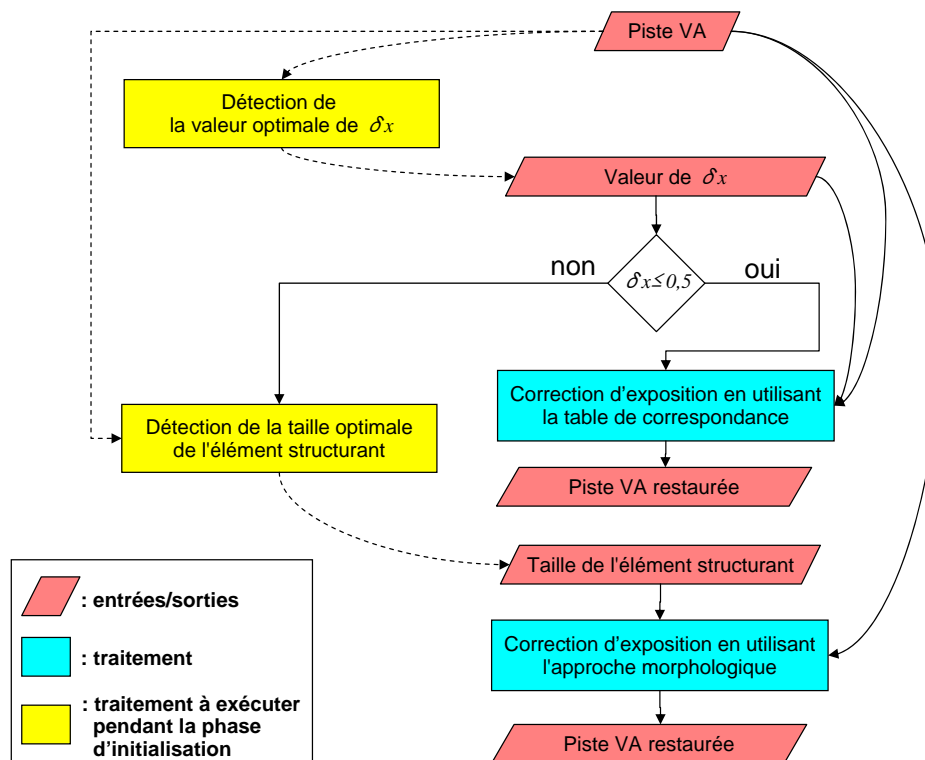 Piste VA
Détection de
la valeur optimale de δx
Valeur de δx
non
δx≤0,5
oui
Correction d'exposition en utilisant
la table de correspondance
Détection de la taille optimale
de l'élément structurant
Piste VA restaurée
Taille de l'élément structurant
: entrées/sorties
Correction d'exposition en utilisant
l'approche morphologique
: traitement
: traitement à exécuter
pendant la phase
d'initialisation
Piste VA restaurée